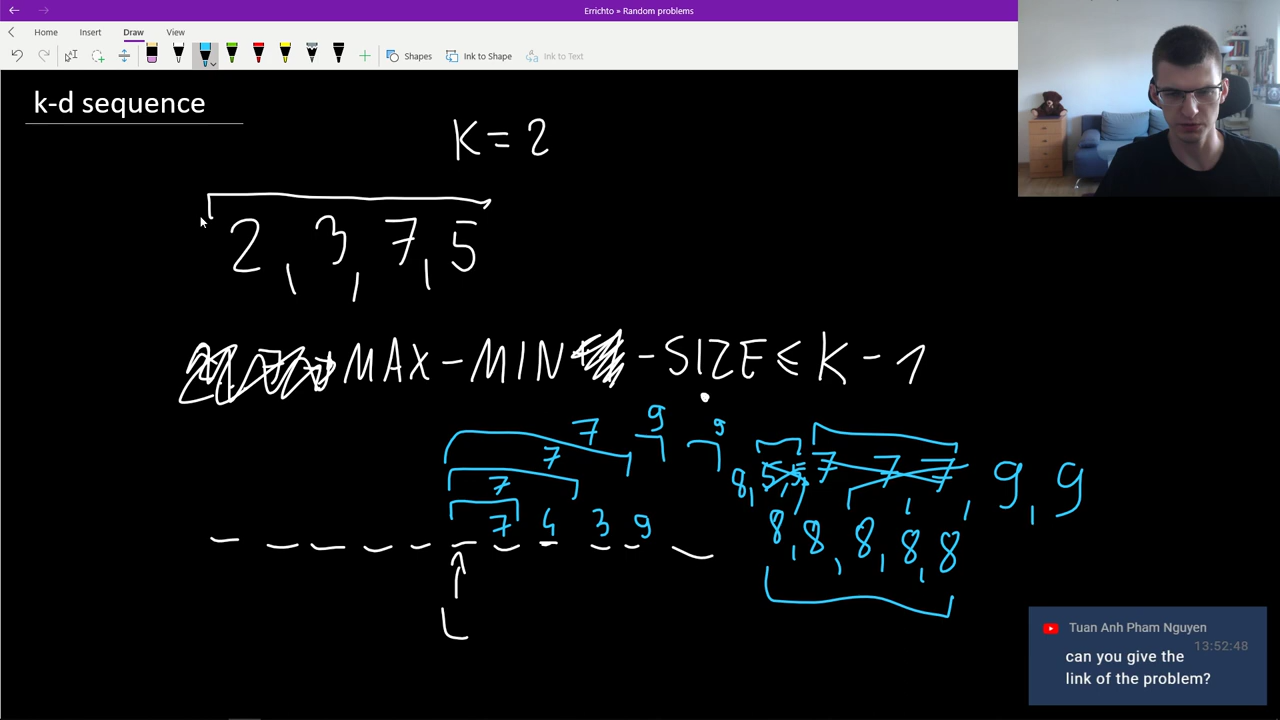 Errichto » Random problems
Home Insert Draw View
Shapes Ink to Shape Ink to Text
k-d sequence
K = 2
2, 3, 7, 5
MAX - MIN - SIZE ≤ K - 1
7 9 9
7
7
8, 5, 5 7 7, 7, 9, 9
7 4 3 9
8, 8, 8, 8, 8
L
Tuan Anh Pham Nguyen
13:52:48
can you give the
link of the problem?